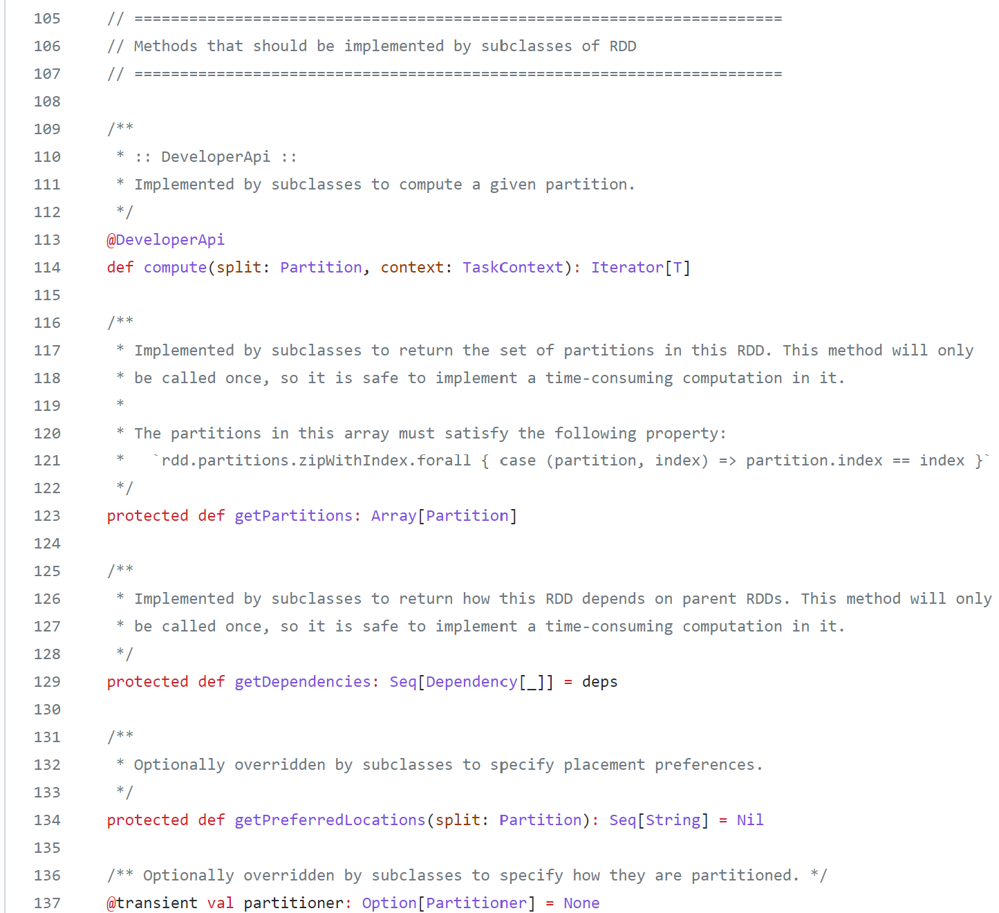 105 // =======================================================================
106 // Methods that should be implemented by subclasses of RDD
107 // =======================================================================
108
109 /**
110  * :: DeveloperApi ::
111  * Implemented by subclasses to compute a given partition.
112  */
113 @DeveloperApi
114 def compute(split: Partition, context: TaskContext): Iterator[T]
115
116 /**
117  * Implemented by subclasses to return the set of partitions in this RDD. This method will only
118  * be called once, so it is safe to implement a time-consuming computation in it.
119  *
120  * The partitions in this array must satisfy the following property:
121  *   `rdd.partitions.zipWithIndex.forall { case (partition, index) => partition.index == index }`
122  */
123 protected def getPartitions: Array[Partition]
124
125 /**
126  * Implemented by subclasses to return how this RDD depends on parent RDDs. This method will only
127  * be called once, so it is safe to implement a time-consuming computation in it.
128  */
129 protected def getDependencies: Seq[Dependency[_]] = deps
130
131 /**
132  * Optionally overridden by subclasses to specify placement preferences.
133  */
134 protected def getPreferredLocations(split: Partition): Seq[String] = Nil
135
136 /** Optionally overridden by subclasses to specify how they are partitioned. */
137 @transient val partitioner: Option[Partitioner] = None